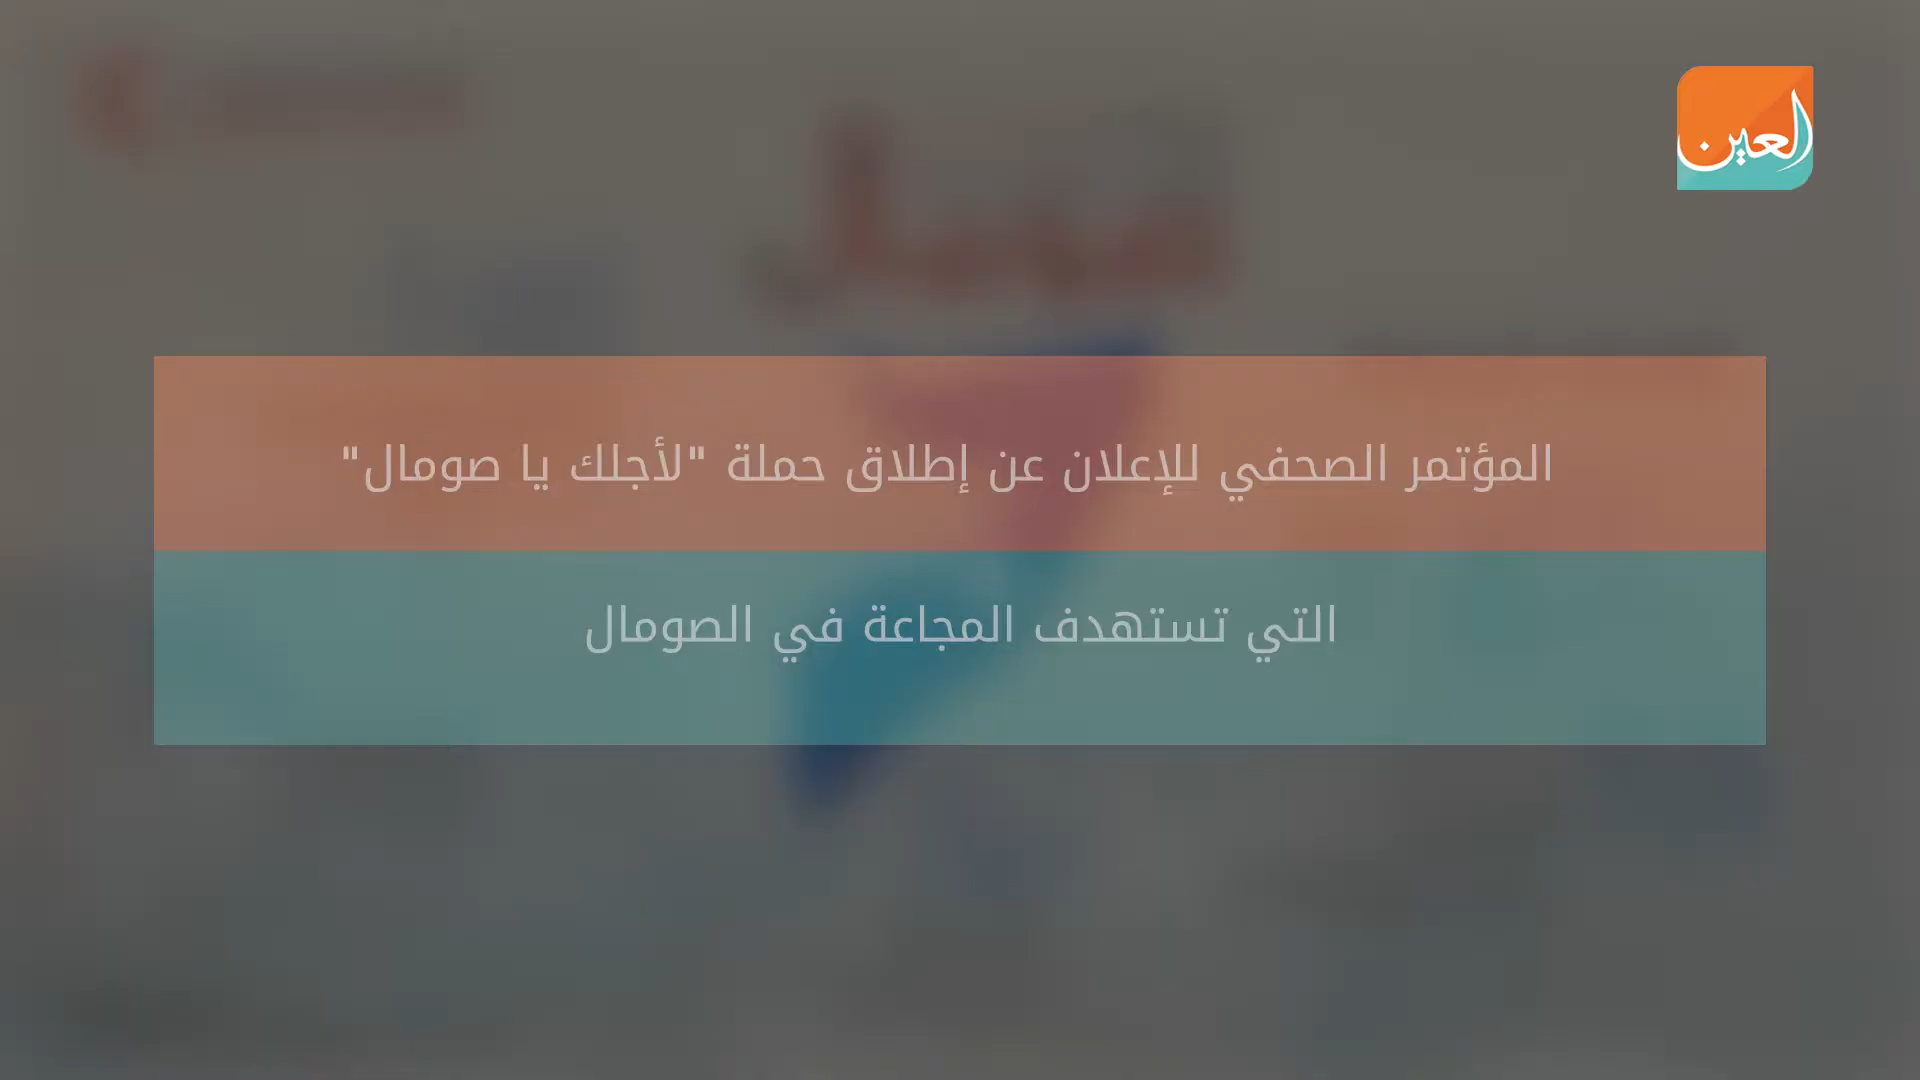 العين
المؤتمر الصحفي للإعلان عن إطلاق حملة "لأجلك يا صومال"
التي تستهدف المجاعة في الصومال